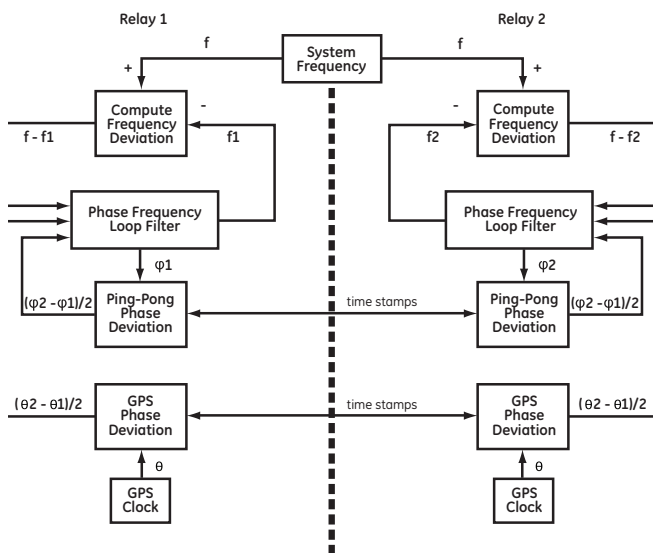 Relay 1
Relay 2
f
System
Frequency
f
+
+
Compute
Frequency
Deviation
-
-
Compute
Frequency
Deviation
f - f1
f1
f2
f - f2
Phase Frequency
Loop Filter
Phase Frequency
Loop Filter
φ1
φ2
(φ2 -φ1)/2
Ping-Pong
Phase
Deviation
time stamps
Ping-Pong
Phase
Deviation
(φ2 -φ1)/2
(θ2 - θ1)/2
GPS
Phase
Deviation
time stamps
GPS
Phase
Deviation
(θ2 - θ1)/2
θ
θ
GPS
Clock
GPS
Clock